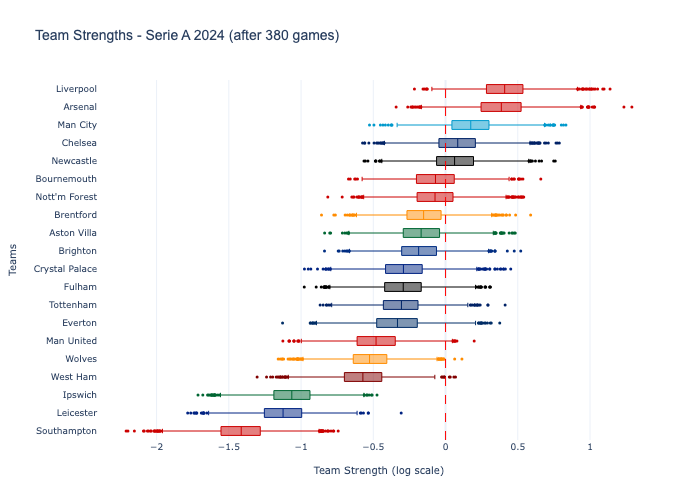 Team Strengths - Serie A 2024 (after 380 games)
Liverpool
Arsenal
Man City
Chelsea
Newcastle
Bournemouth
Nott'm Forest
Brentford
Aston Villa
Brighton
Crystal Palace
Fulham
Tottenham
Everton
Man United
Wolves
West Ham
Ipswich
Leicester
Southampton
Teams
−2
−1.5
−1
−0.5
0
0.5
1
Team Strength (log scale)